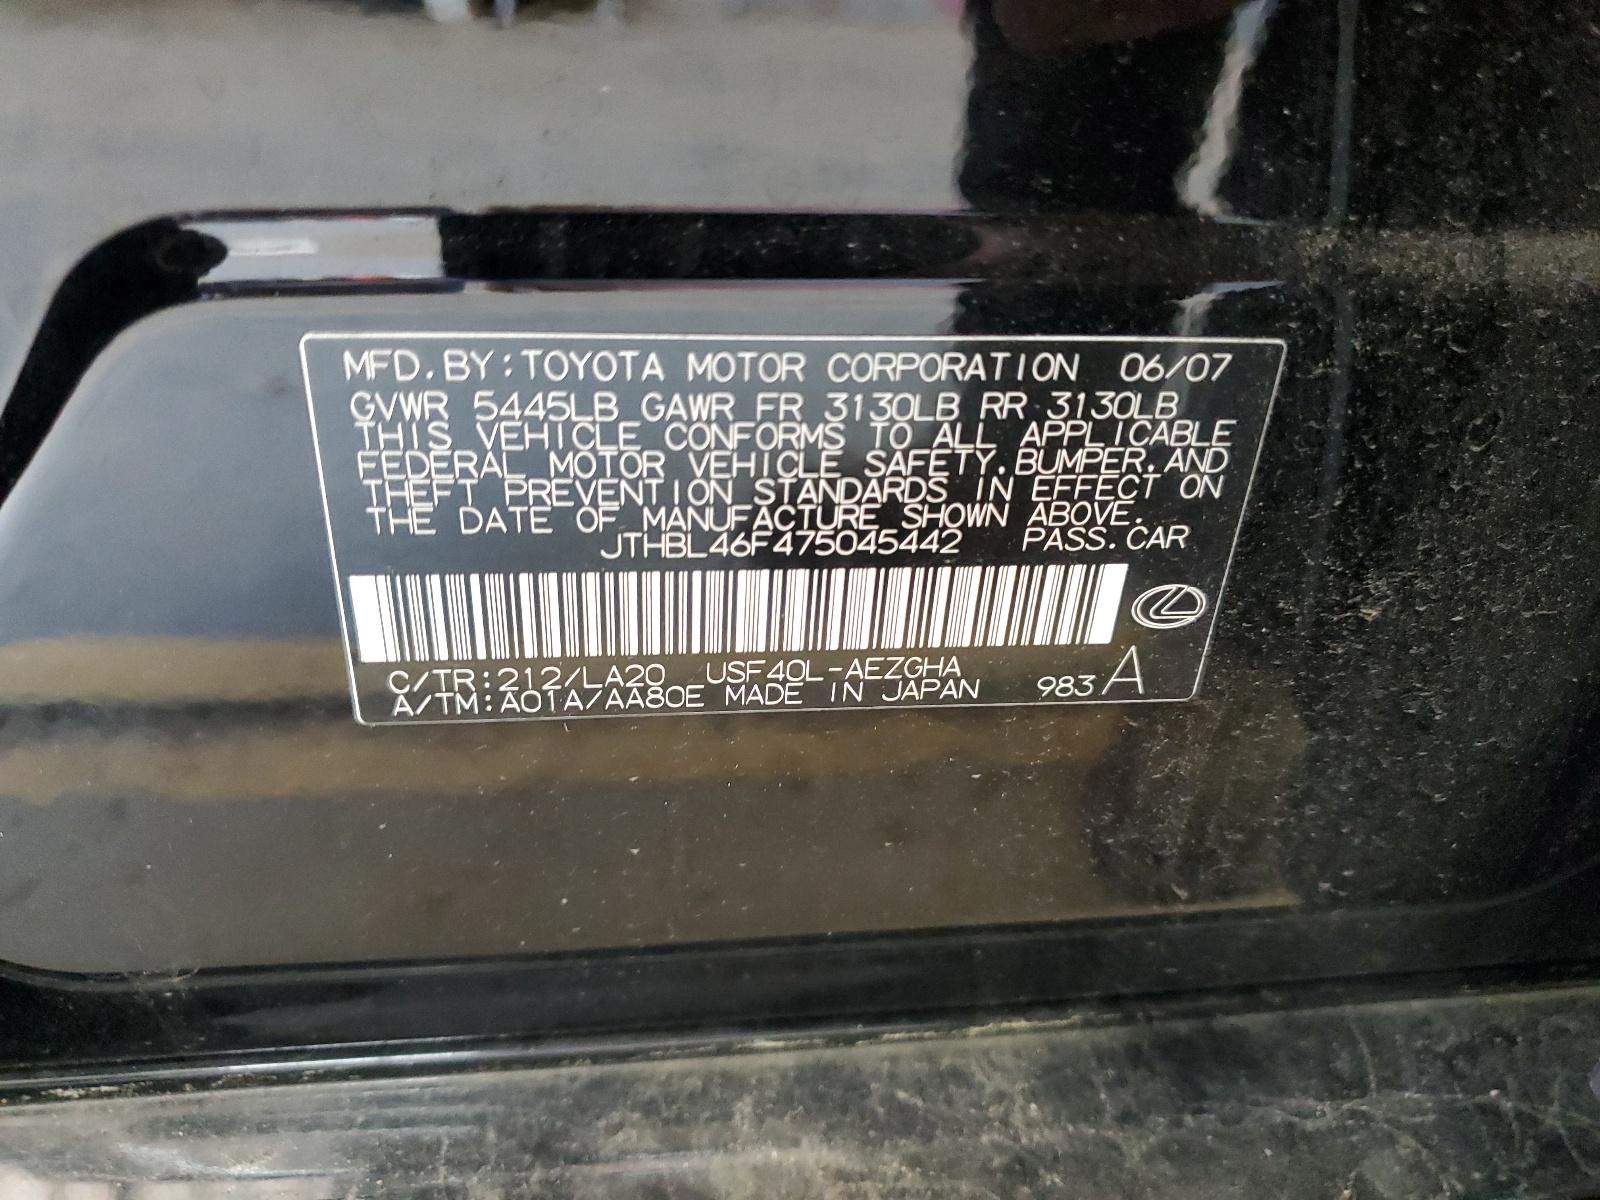 MFD.BY:TOYOTA MOTOR CORPORATION 06/07
GVWR 5445LB GAWR FR 3130LB RR 3130LB
THIS VEHICLE CONFORMS TO ALL APPLICABLE
FEDERAL MOTOR VEHICLE SAFETY,BUMPER,AND
THEFT PREVENTION STANDARDS IN EFFECT ON
THE DATE OF MANUFACTURE SHOWN ABOVE.
JTHBL46F475045442 PASS.CAR
C/TR:212/LA20 USF40L-AEZGHA
A/TM:A01A/AA80E MADE IN JAPAN 983 A